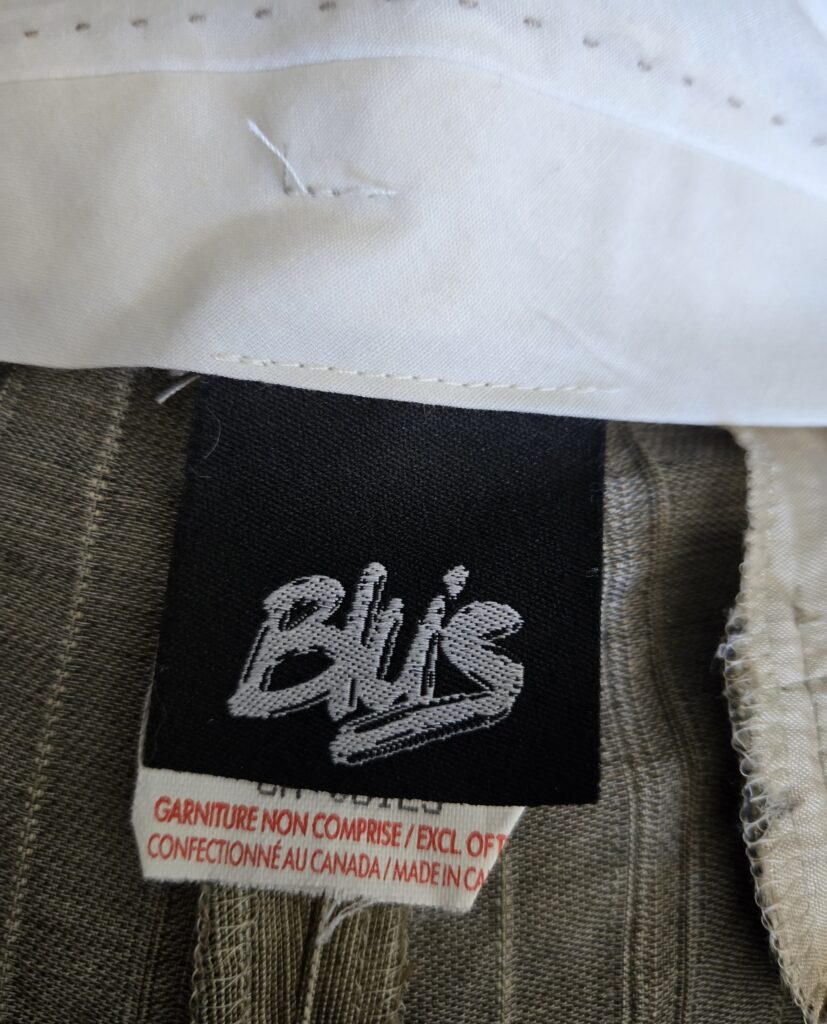 Blu's
GARNITURE NON COMPRISE / EXCL. OF T
CONFECTIONNÉ AU CANADA / MADE IN CA